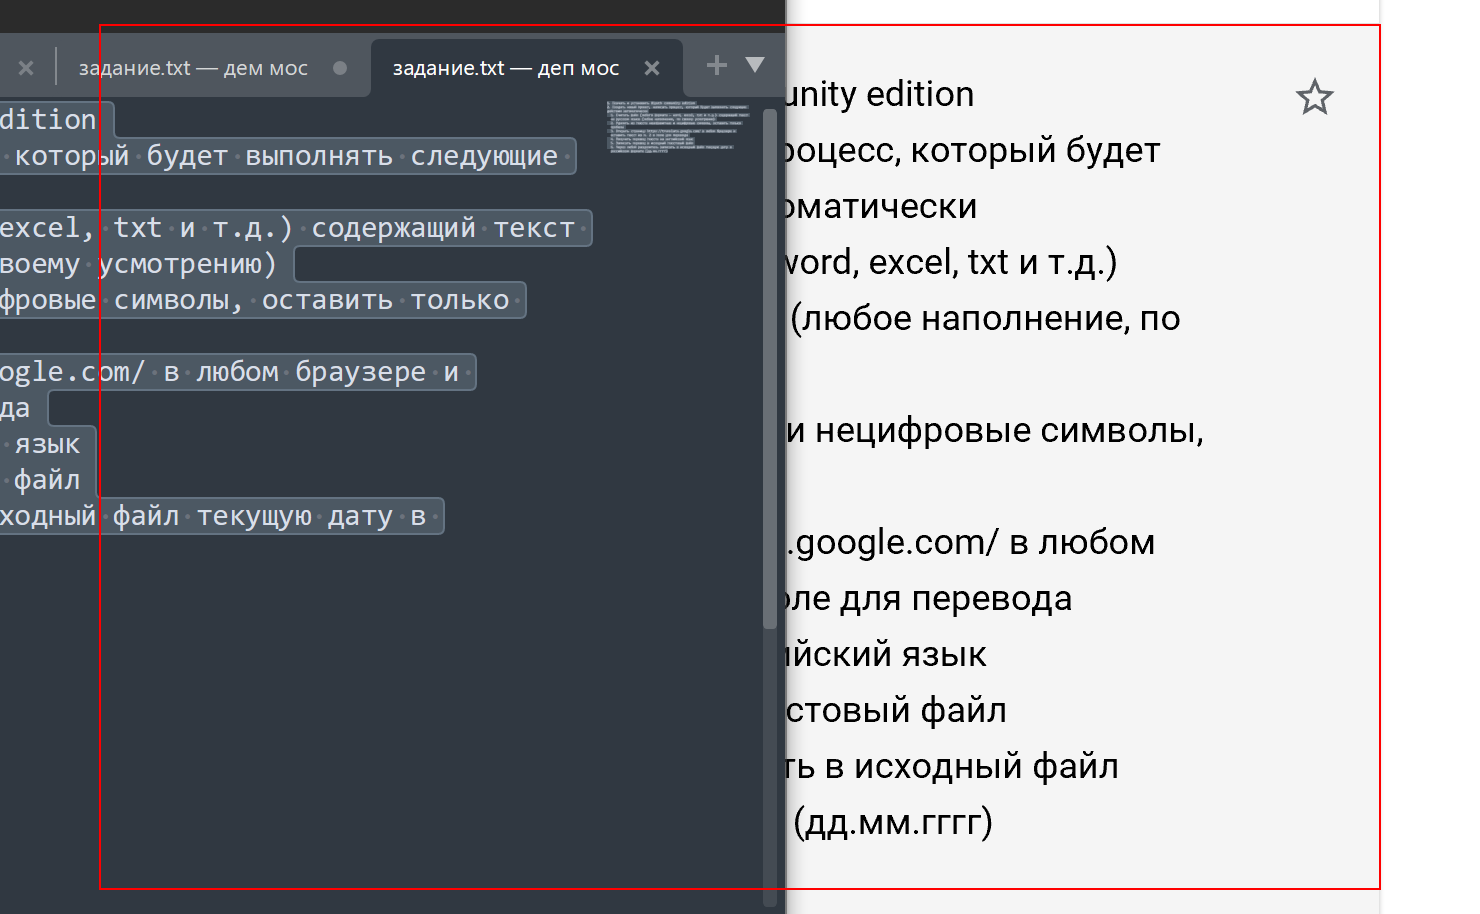 задание.txt — дем мос
задание.txt — деп мос
dition
который будет выполнять следующие
excel, txt и т.д.) содержащий текст
воему усмотрению)
фровые символы, оставить только
ogle.com/ в любом браузере и
да
язык
файл
ходный файл текущую дату в
unity edition
роцесс, который будет
оматически
word, excel, txt и т.д.)
(любое наполнение, по
и нецифровые символы,
.google.com/ в любом
оле для перевода
ийский язык
стовый файл
ть в исходный файл
(дд.мм.гггг)